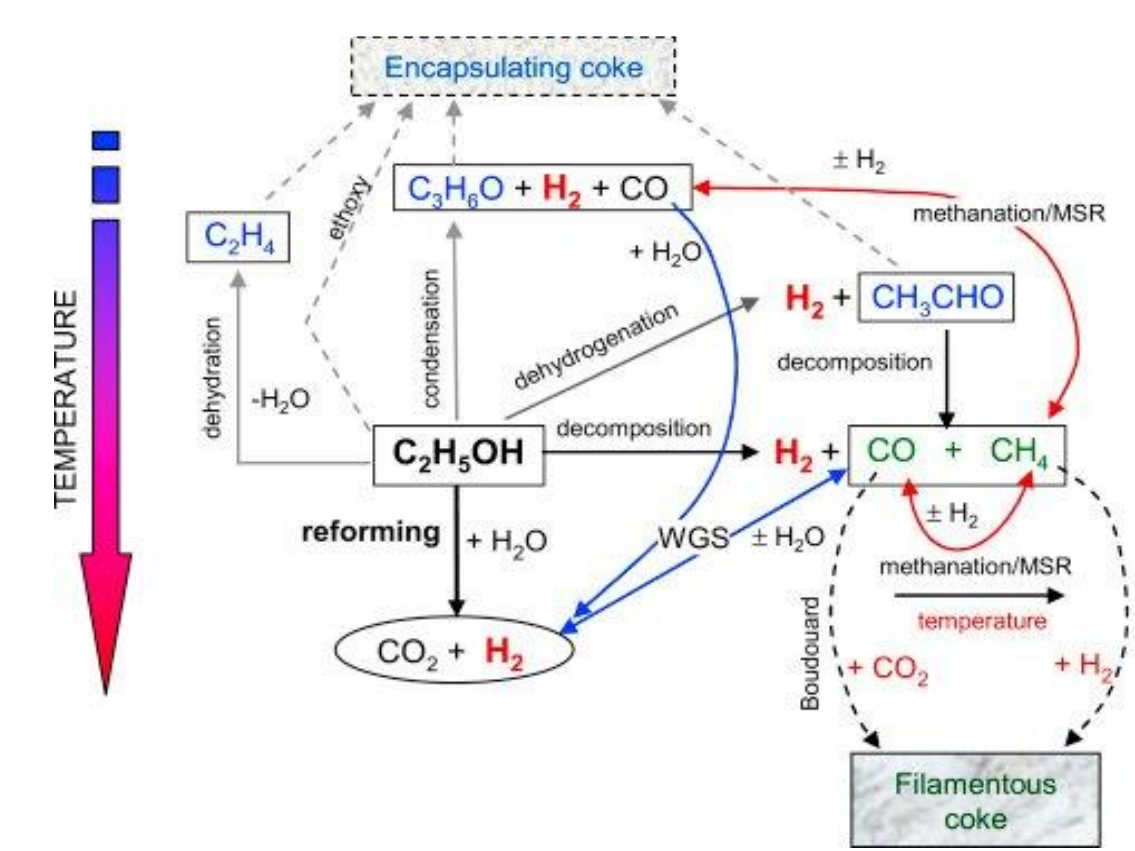 Encapsulating coke
± H₂
C₃H₆O + H₂ + CO
ethoxy
methanation/MSR
C₂H₄
+ H₂O
H₂ + CH₃CHO
TEMPERATURE
dehydration
-H₂O
condensation
dehydrogenation
decomposition
C₂H₅OH
decomposition
H₂ + CO + CH₄
reforming
+ H₂O
WGS
± H₂O
± H₂
methanation/MSR
temperature
CO₂ + H₂
Boudouard
+ CO₂
+ H₂
Filamentous
coke